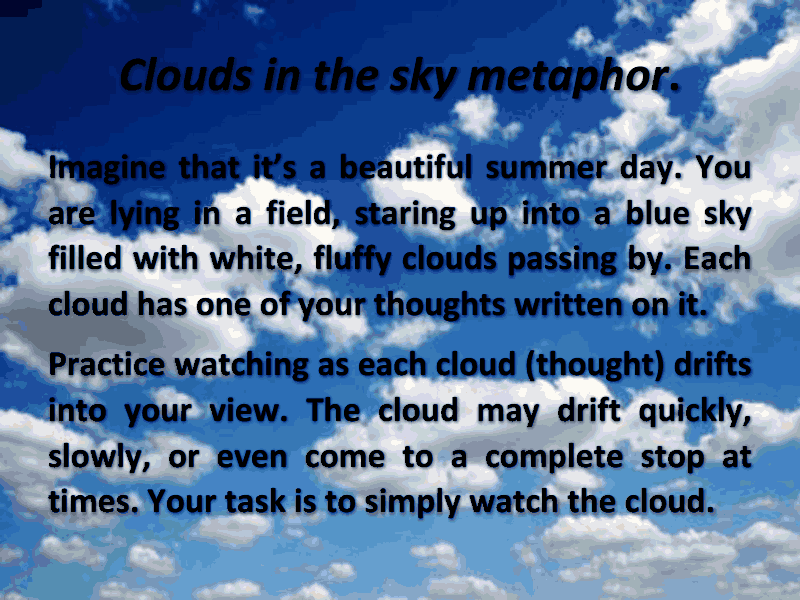 Clouds in the sky metaphor.
Imagine that it’s a beautiful summer day. You
are lying in a field, staring up into a blue sky
filled with white, fluffy clouds passing by. Each
cloud has one of your thoughts written on it.
Practice watching as each cloud (thought) drifts
into your view. The cloud may drift quickly,
slowly, or even come to a complete stop at
times. Your task is to simply watch the cloud.